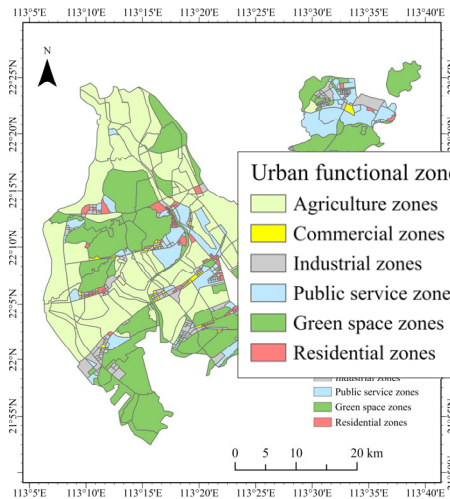 113°5'E 113°10'E 113°15'E 113°20'E 113°25'E 113°30'E 113°35'E 113°40'E
N
22°25'N
22°20'N
22°15'N
22°10'N
22°5'N
22°N
21°55'N
Urban functional zone
Agriculture zones
Commercial zones
Industrial zones
Public service zone
Green space zones
Residential zones
Industrial zones
Public service zones
Green space zones
Residential zones
0 5 10 20 km
113°5'E 113°10'E 113°15'E 113°20'E 113°25'E 113°30'E 113°35'E 113°40'E